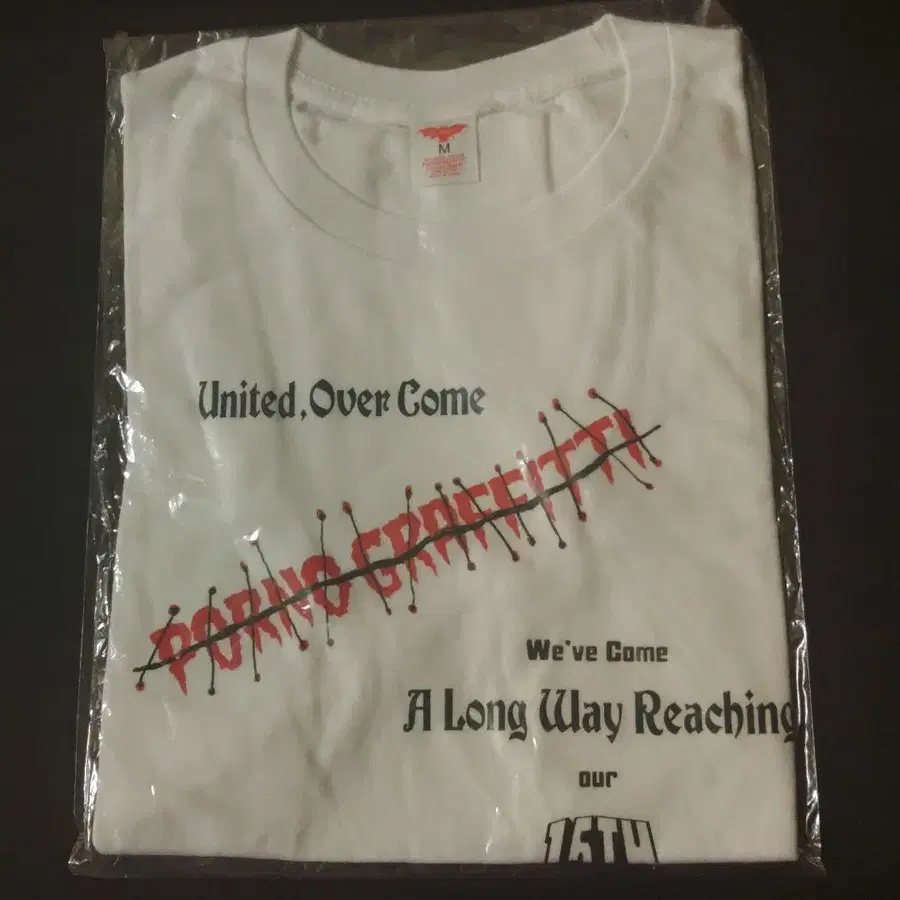 M
United, Over Come
PORNO GRAFFITTI
We've Come
A Long Way Reaching
our
15TH